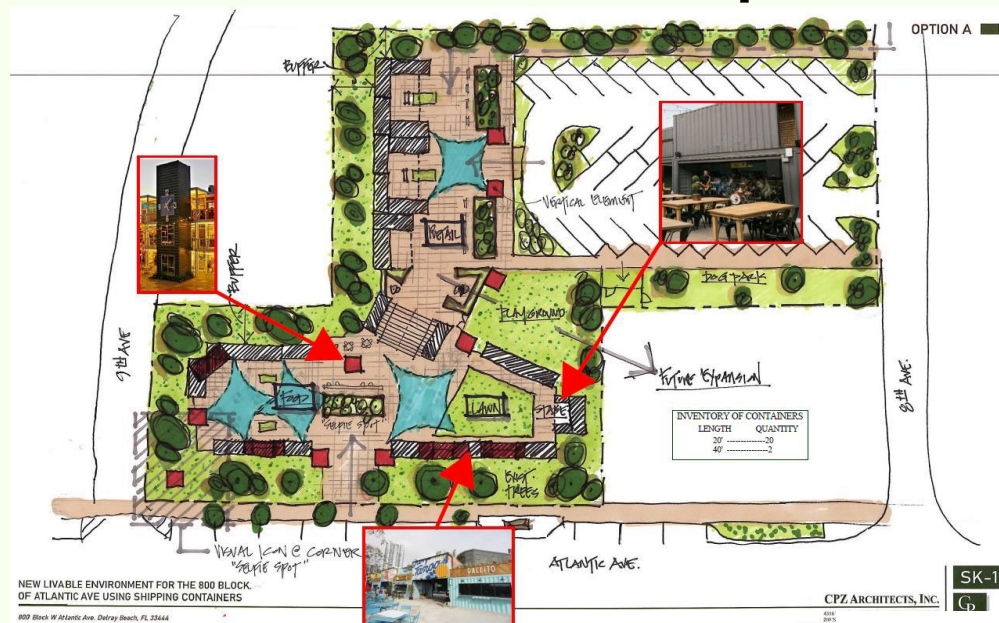 OPTION A
BUFFER
VERTICAL ELEMENT
RETAIL
BUFFER
DOG PARK
PLAYGROUND
9TH AVE
8TH AVE.
FUTURE EXPANSION
FOOD
LAWN
STAGE
"SELFIE SPOT"
INVENTORY OF CONTAINERS
LENGTH QUANTITY
20' --------------20
40' --------------2
EXIST.
TREES
VISUAL ICON @ CORNER
"SELFIE SPOT"
ATLANTIC AVE.
NEW LIVABLE ENVIRONMENT FOR THE 800 BLOCK
OF ATLANTIC AVE USING SHIPPING CONTAINERS
800 Block W Atlantic Ave. Delray Beach, FL 33444
CPZ ARCHITECTS, INC.
SK-1